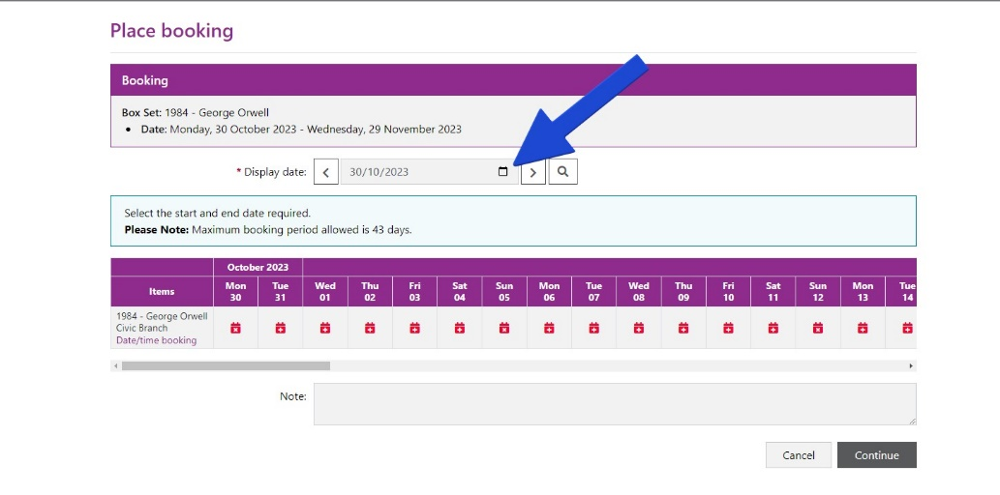 Place booking
Booking
Box Set: 1984 - George Orwell
• Date: Monday, 30 October 2023 - Wednesday, 29 November 2023
* Display date: 30/10/2023
Select the start and end date required.
Please Note: Maximum booking period allowed is 43 days.
October 2023
Items Mon 30 Tue 31 Wed 01 Thu 02 Fri 03 Sat 04 Sun 05 Mon 06 Tue 07 Wed 08 Thu 09 Fri 10 Sat 11 Sun 12 Mon 13 Tue 14
1984 - George Orwell
Civic Branch
Date/time booking
Note:
Cancel Continue